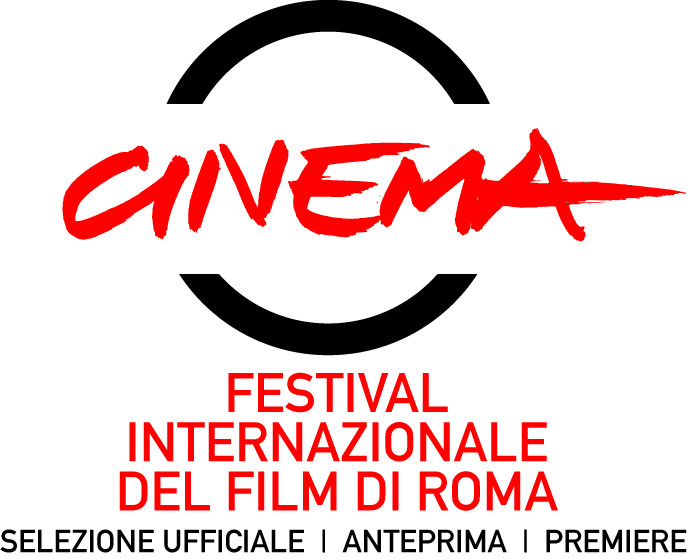 CINEMA
FESTIVAL
INTERNAZIONALE
DEL FILM DI ROMA
SELEZIONE UFFICIALE | ANTEPRIMA | PREMIERE